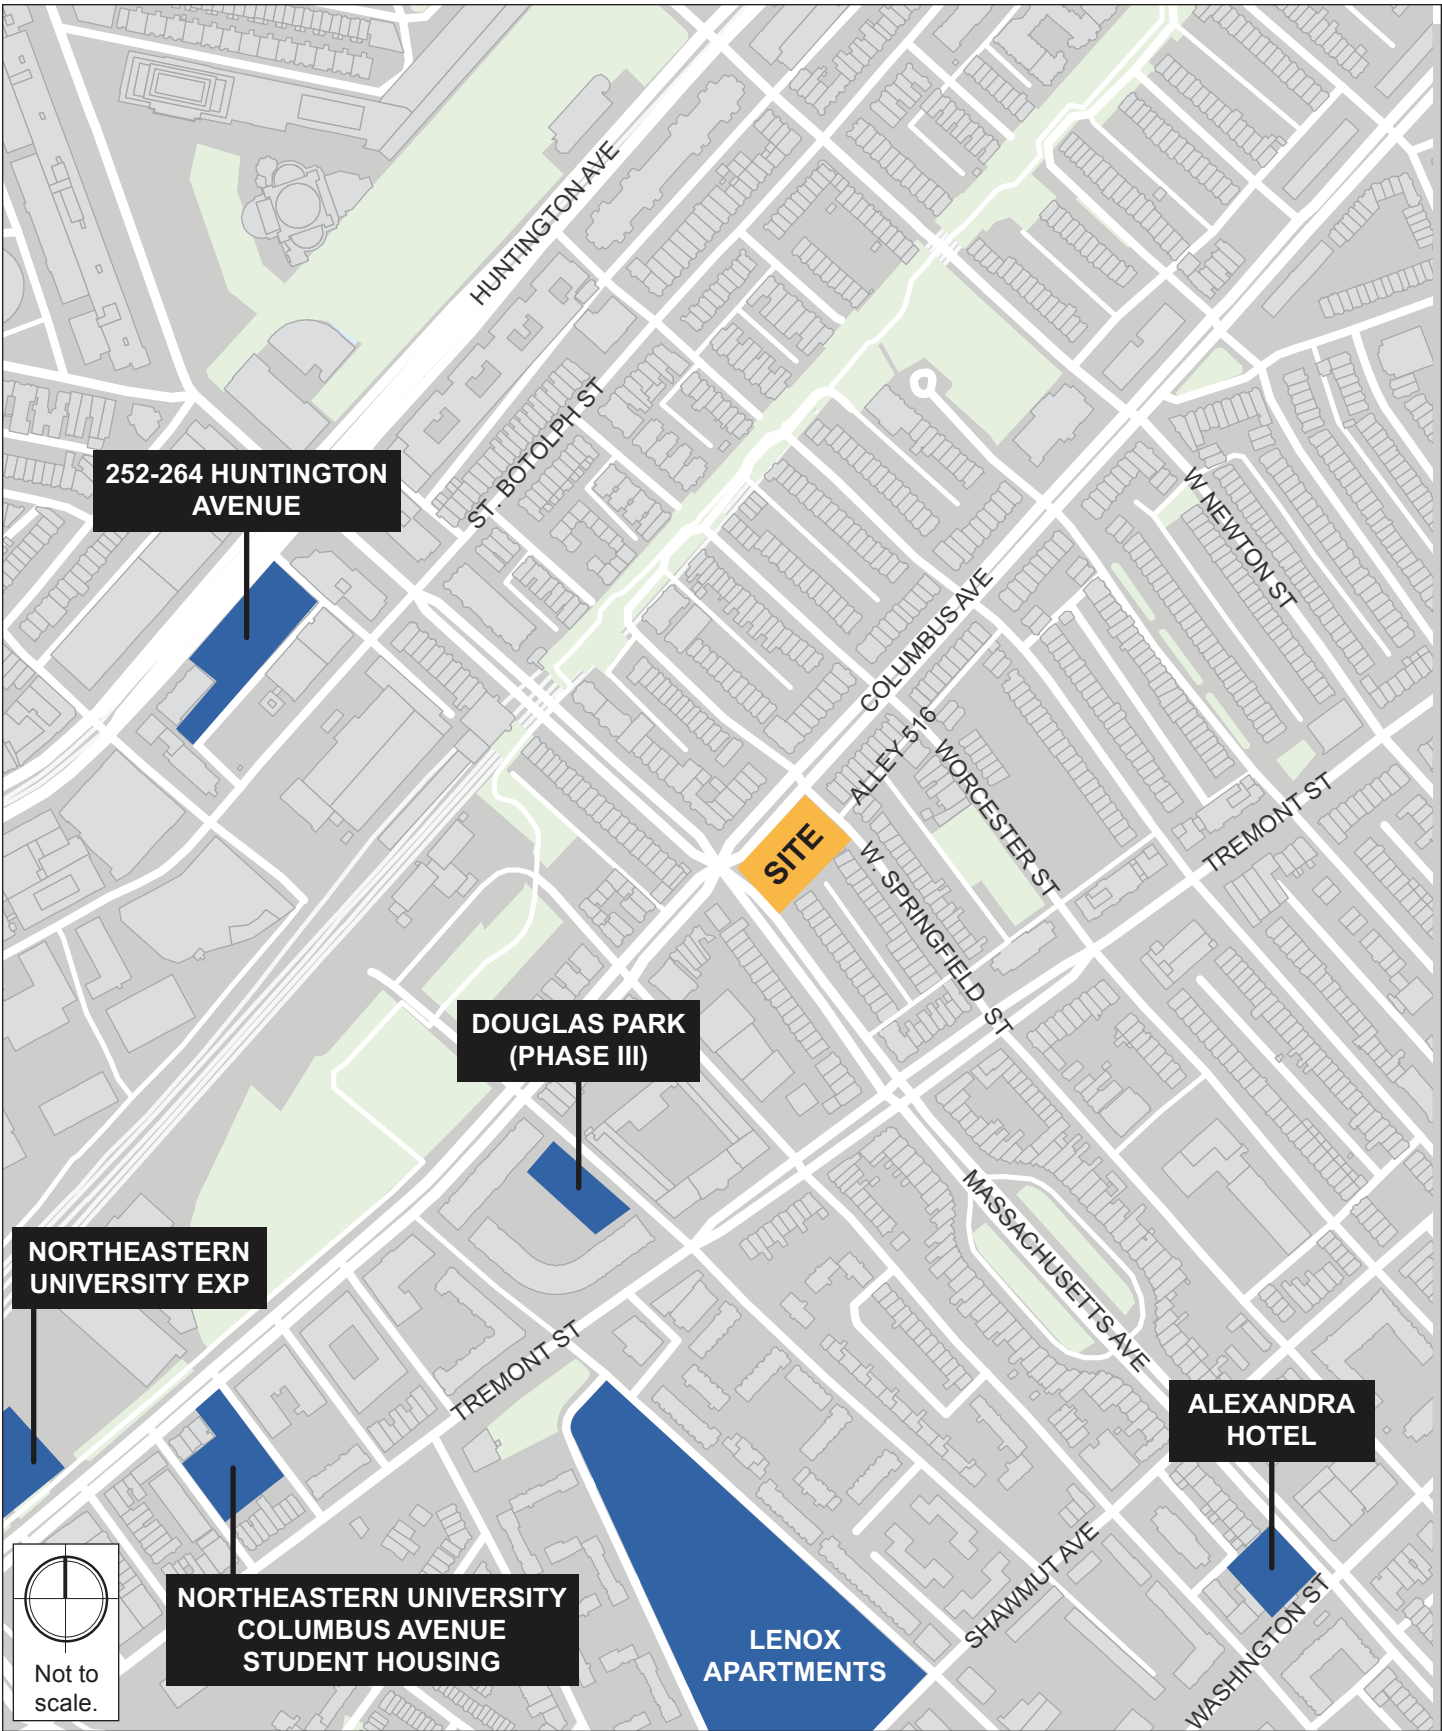 HUNTINGTON AVE
252-264 HUNTINGTON
AVENUE
ST. BOTOLPH ST
W NEWTON ST
COLUMBUS AVE
ALLEY 516
WORCESTER ST
SITE
W. SPRINGFIELD ST
TREMONT ST
DOUGLAS PARK
(PHASE III)
MASSACHUSETTS AVE
NORTHEASTERN
UNIVERSITY EXP
TREMONT ST
ALEXANDRA
HOTEL
SHAWMUT AVE
WASHINGTON ST
NORTHEASTERN UNIVERSITY
COLUMBUS AVENUE
STUDENT HOUSING
LENOX
APARTMENTS
Not to
scale.